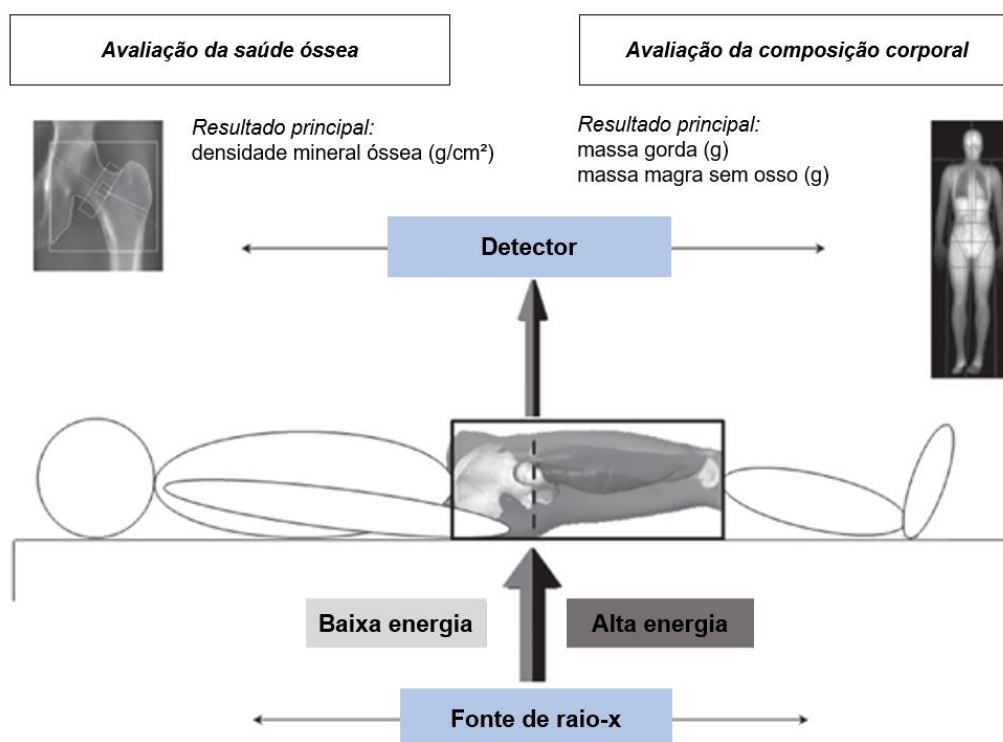 Avaliação da saúde óssea
Avaliação da composição corporal
Resultado principal:
densidade mineral óssea (g/cm²)
Resultado principal:
massa gorda (g)
massa magra sem osso (g)
Detector
Baixa energia
Alta energia
Fonte de raio-x